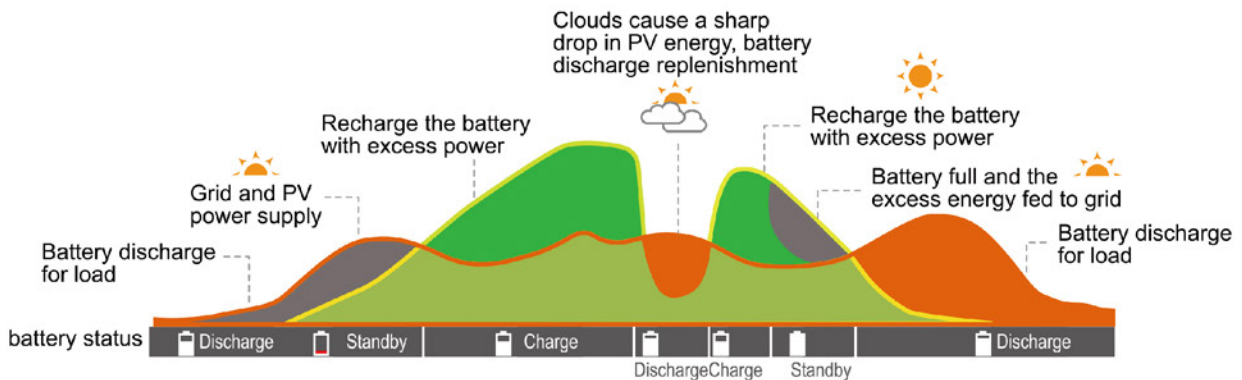 Clouds cause a sharp
drop in PV energy, battery
discharge replenishment
Recharge the battery
with excess power
Recharge the battery
with excess power
Grid and PV
power supply
Battery full and the
excess energy fed to grid
Battery discharge
for load
Battery discharge
for load
battery status
Discharge
Standby
Charge
Discharge
Charge
Standby
Discharge